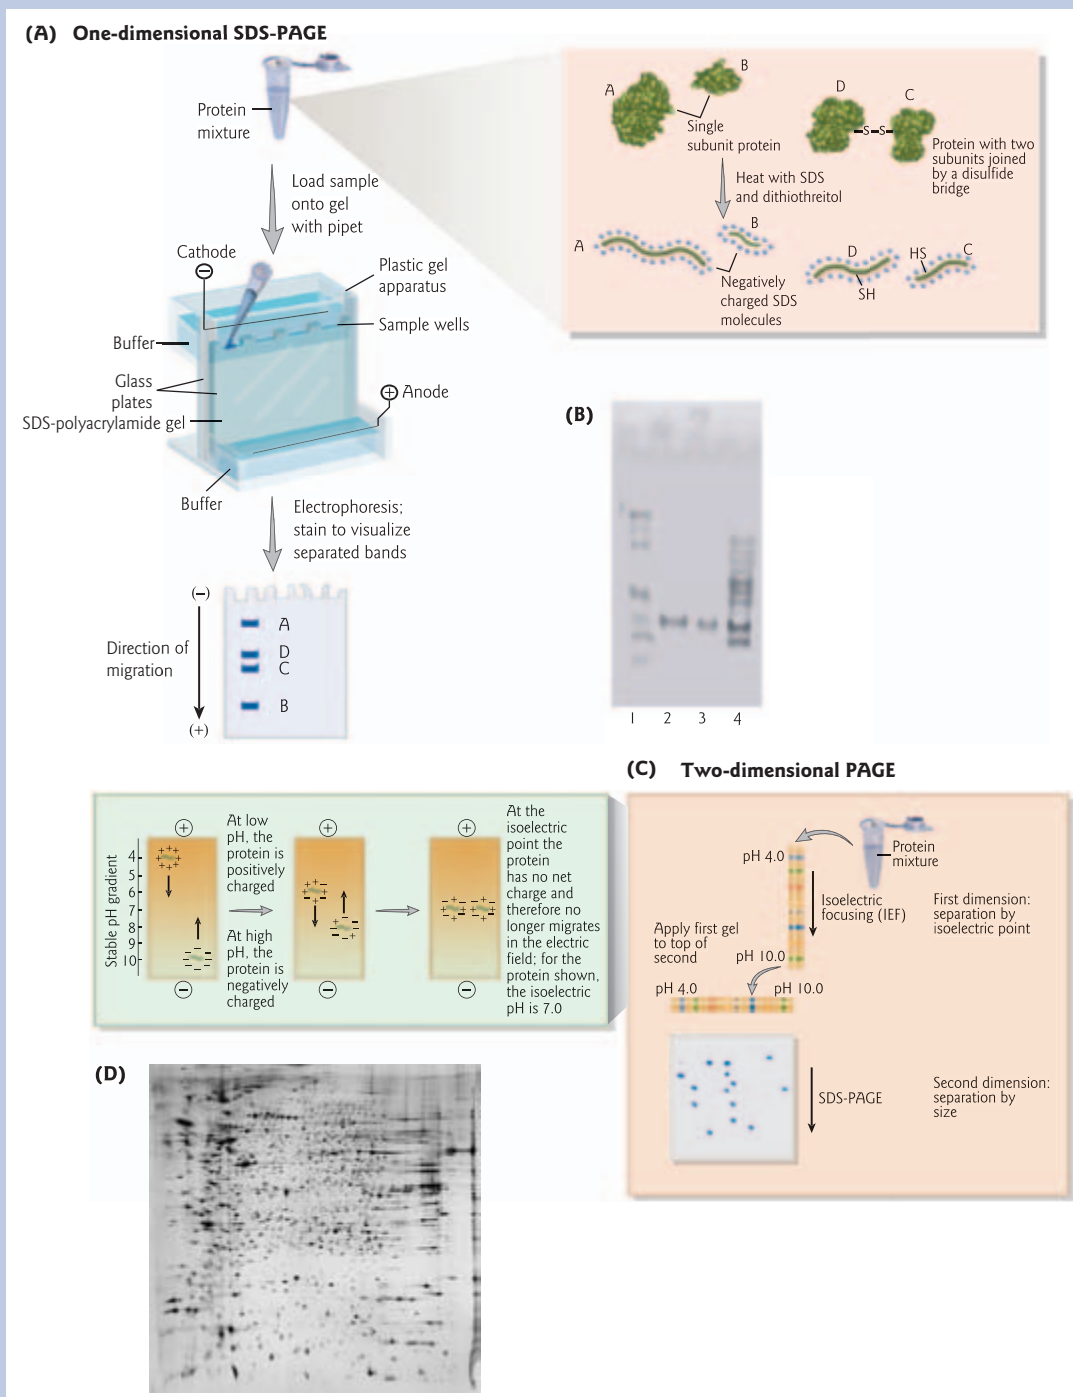 (A) One-dimensional SDS-PAGE
Protein
mixture
Load sample
onto gel
with pipet
Cathode
−
Plastic gel
apparatus
Sample wells
Buffer
Glass
plates
SDS-polyacrylamide gel
+ Anode
Buffer
Electrophoresis;
stain to visualize
separated bands
(−)
Direction of
migration
(+)
A
D
C
B
A
B
Single
subunit protein
D
C
S S
Protein with two
subunits joined
by a disulfide
bridge
Heat with SDS
and dithiothreitol
A
B
Negatively
charged SDS
molecules
D
SH
HS
C
(B)
1 2 3 4
(C) Two-dimensional PAGE
Stable pH gradient
4
5
6
7
8
9
10
+
−
At low
pH, the
protein is
positively
charged
At high
pH, the
protein is
negatively
charged
+
−
+
−
At the
isoelectric
point the
protein
has no net
charge and
therefore no
longer migrates
in the electric
field; for the
protein shown,
the isoelectric
pH is 7.0
Protein
mixture
pH 4.0
Isoelectric
focusing (IEF)
First dimension:
separation by
isoelectric point
Apply first gel
to top of
second
pH 10.0
pH 4.0
pH 10.0
SDS-PAGE
Second dimension:
separation by
size
(D)